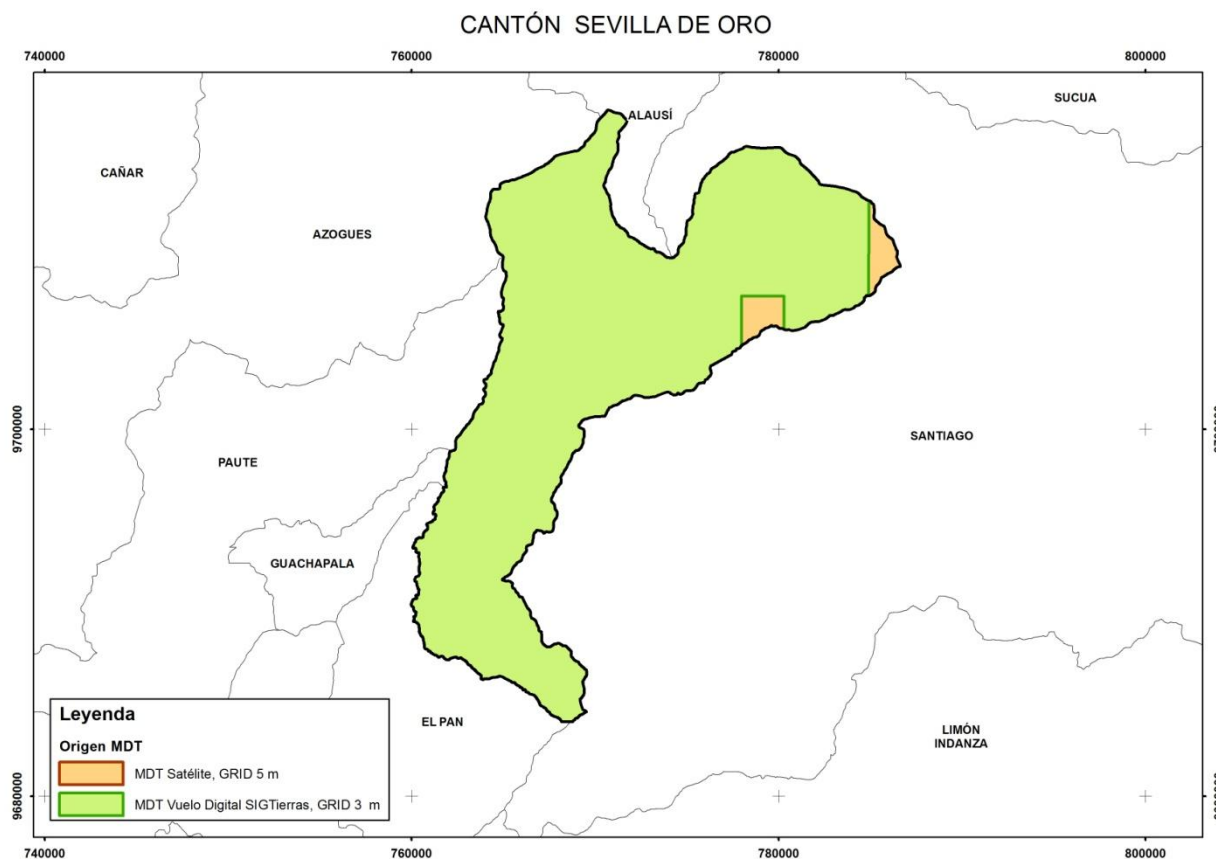 CANTÓN SEVILLA DE ORO
740000 760000 780000 800000
SUCUA
ALAUSÍ
CAÑAR
AZOGUES
9700000 9700000
SANTIAGO
PAUTE
GUACHAPALA
EL PAN
LIMÓN
INDANZA
Leyenda
Origen MDT
MDT Satélite, GRID 5 m
MDT Vuelo Digital SIGTierras, GRID 3 m
9680000 9680000
740000 760000 780000 800000